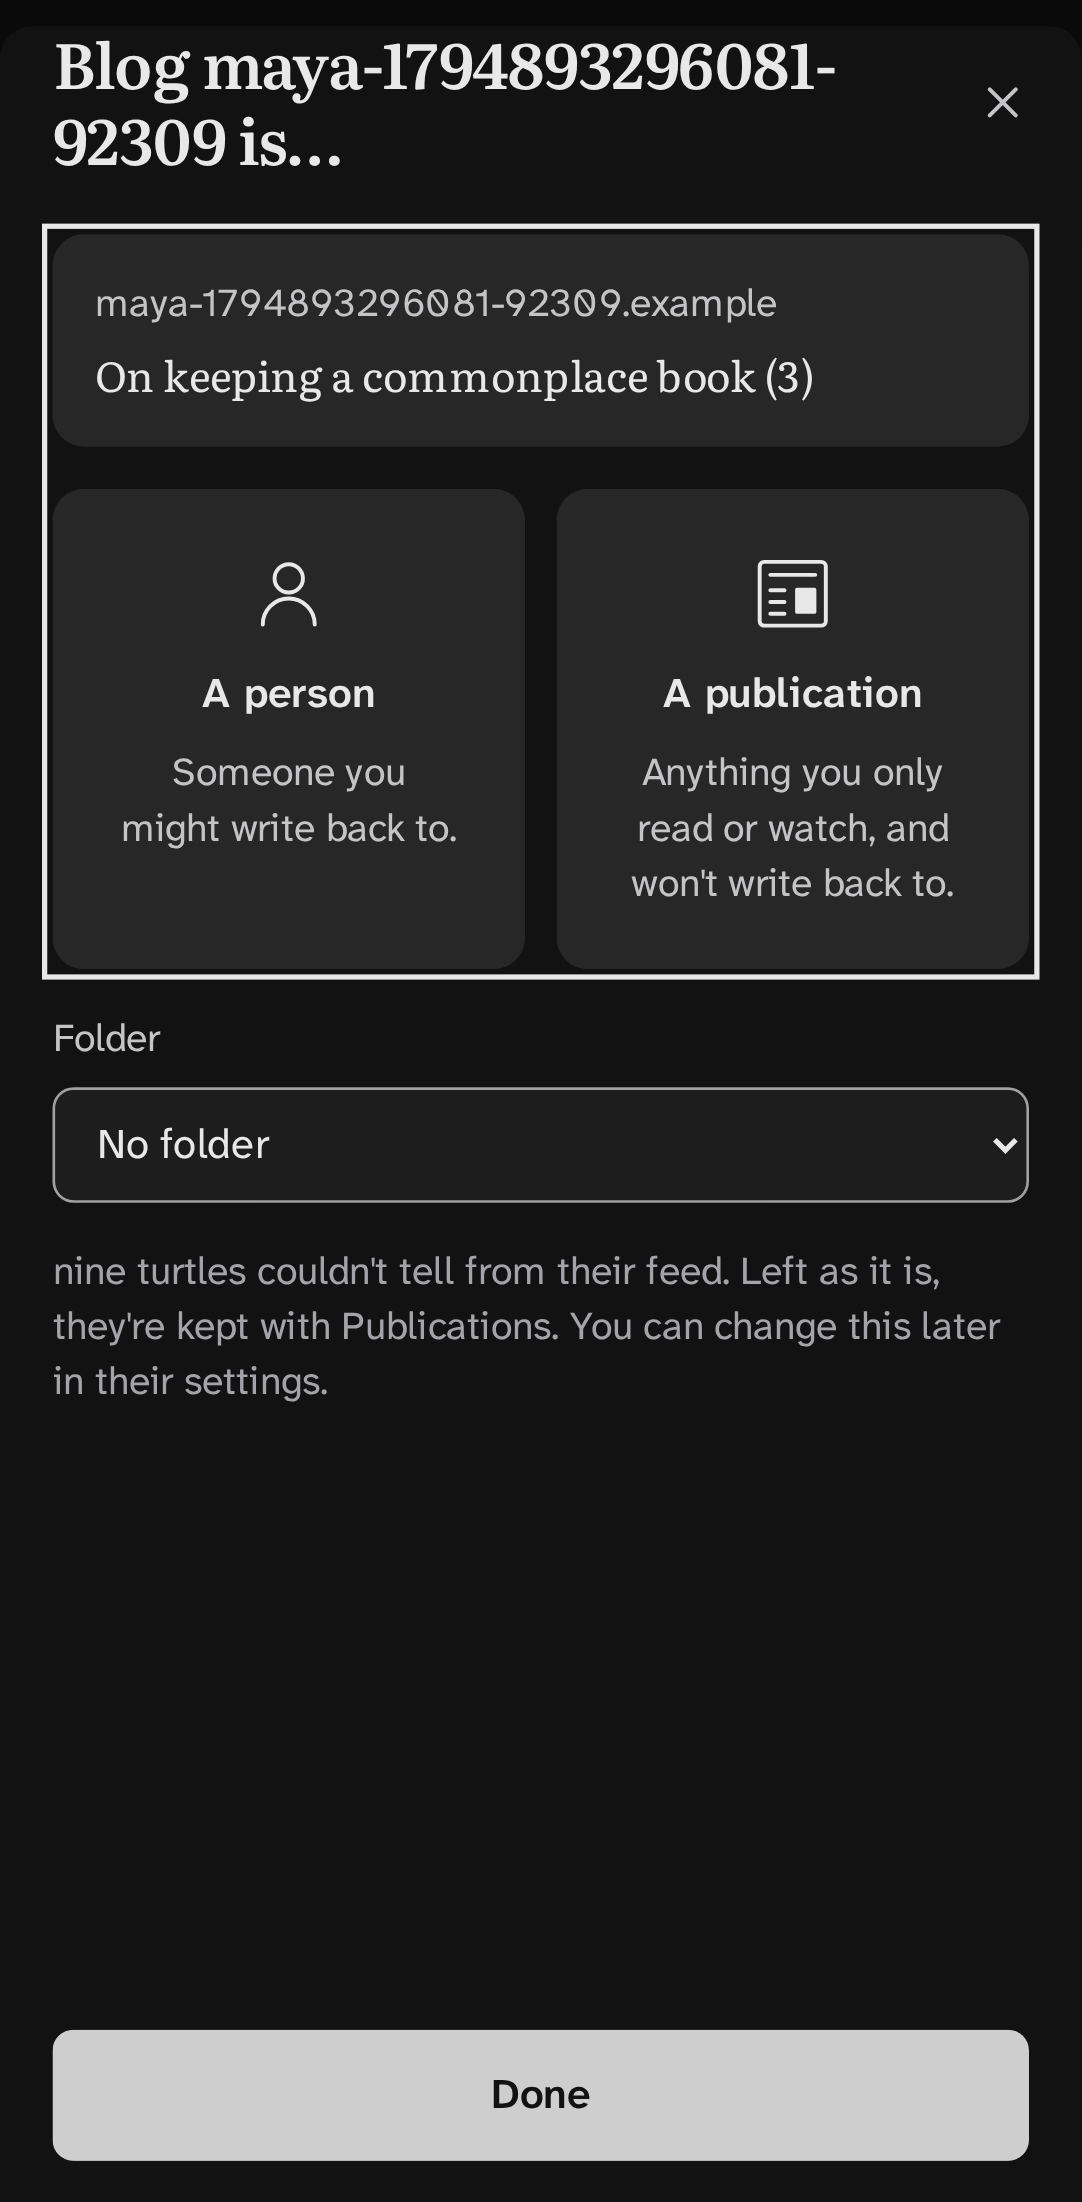 Blog maya-1794893296081-
92309 is...
maya-1794893296081-92309.example
On keeping a commonplace book (3)
A person
Someone you
might write back to.
A publication
Anything you only
read or watch, and
won't write back to.
Folder
No folder
nine turtles couldn't tell from their feed. Left as it is,
they're kept with Publications. You can change this later
in their settings.
Done